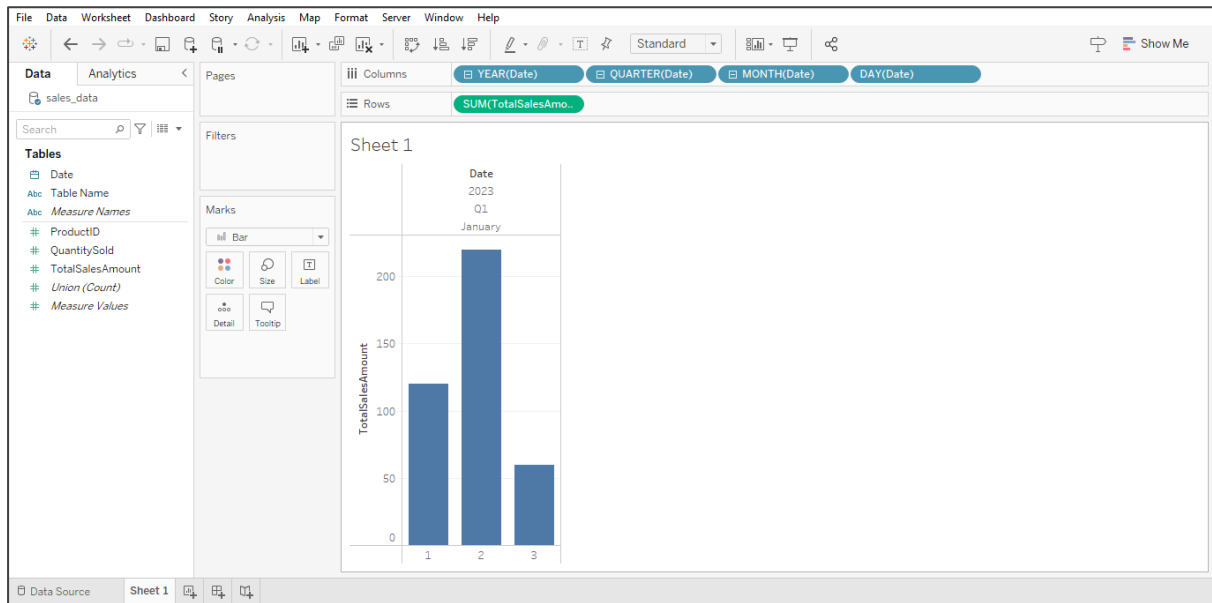 File Data Worksheet Dashboard Story Analysis Map Format Server Window Help
Standard
Show Me
Data Analytics
sales_data
Search
Tables
Date
Abc Table Name
Abc Measure Names
# ProductID
# QuantitySold
# TotalSalesAmount
# Union (Count)
# Measure Values
Pages
Filters
Marks
Bar
Color Size Label
Detail Tooltip
Columns YEAR(Date) QUARTER(Date) MONTH(Date) DAY(Date)
Rows SUM(TotalSalesAmo..
Sheet 1
Date
2023
Q1
January
TotalSalesAmount
200
150
100
50
0
1 2 3
Data Source Sheet 1